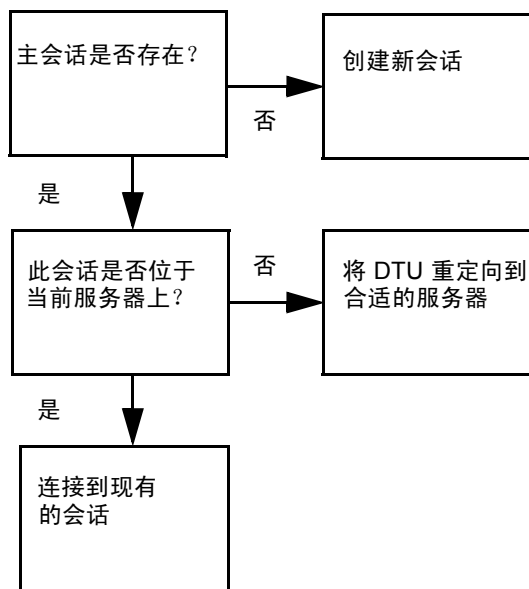 主会话是否存在？
创建新会话
否
是
此会话是否位于
当前服务器上？
否
将 DTU 重定向到
合适的服务器
是
连接到现有
的会话